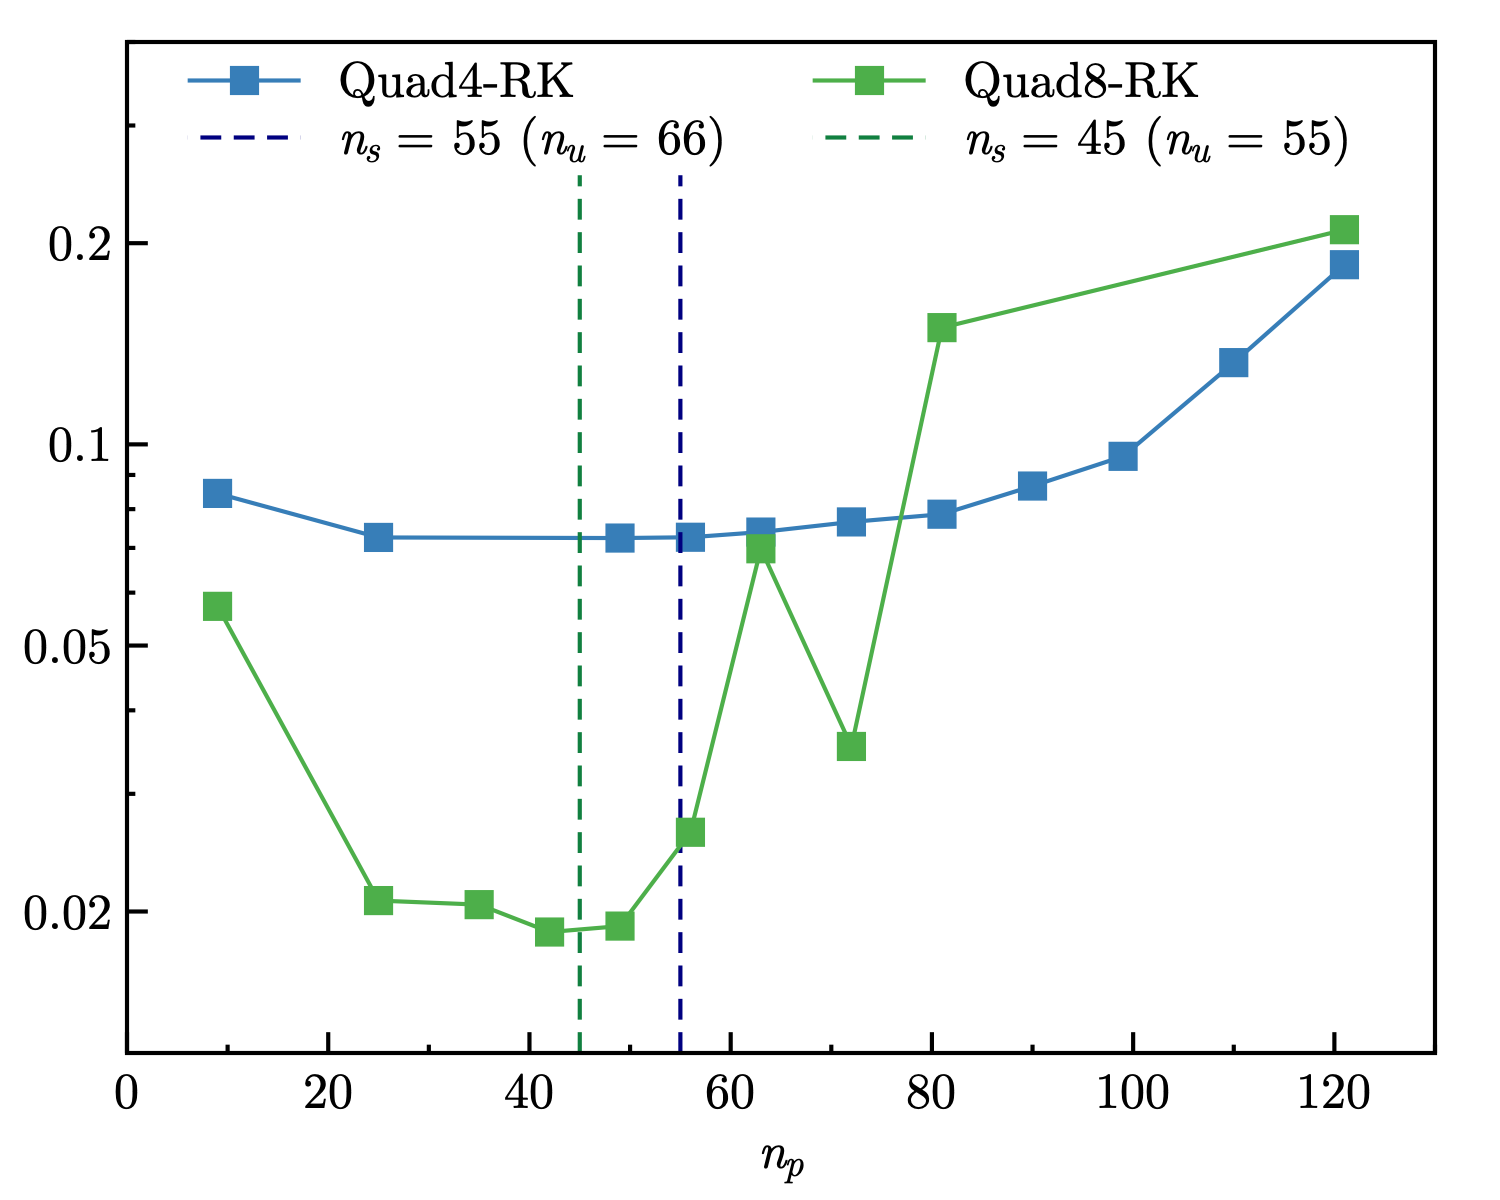 Quad4-RK Quad8-RK
n_s = 55 (n_u = 66) n_s = 45 (n_u = 55)
0.2
0.1
0.05
0.02
0 20 40 60 80 100 120
n_p